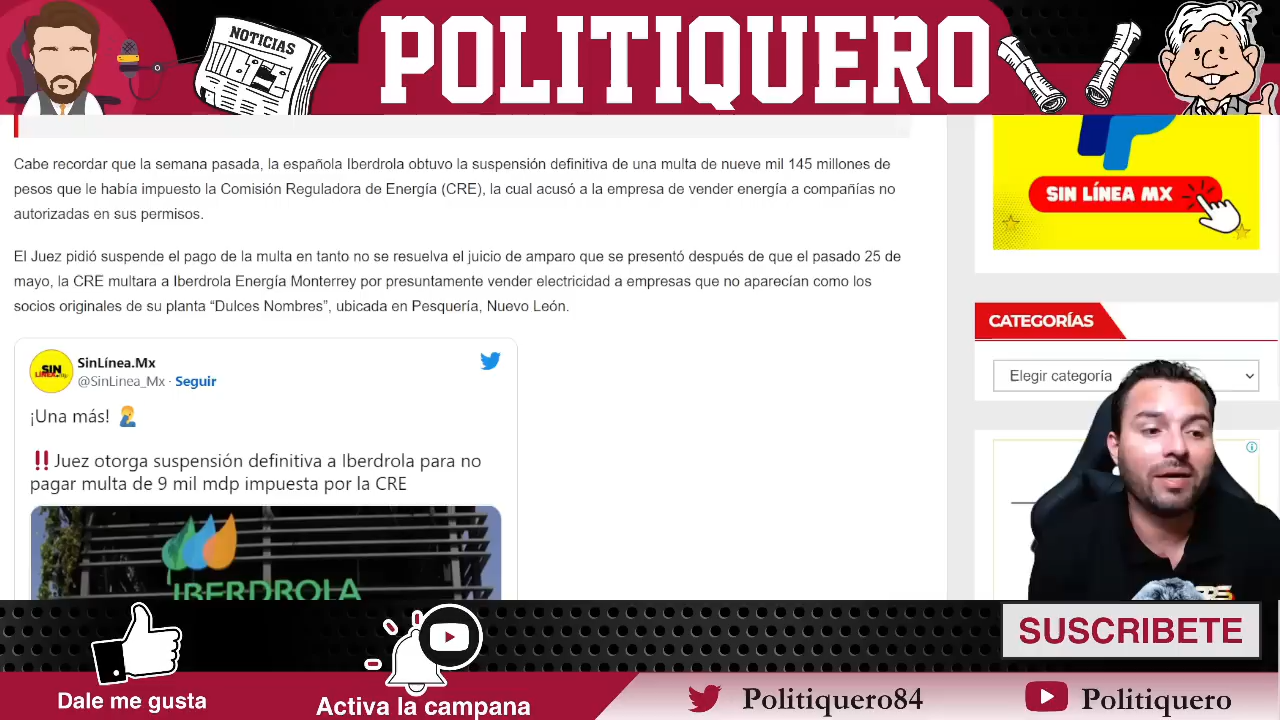 NOTICIAS
POLITIQUERO
Cabe recordar que la semana pasada, la española Iberdrola obtuvo la suspensión definitiva de una multa de nueve mil 145 millones de
pesos que le había impuesto la Comisión Reguladora de Energía (CRE), la cual acusó a la empresa de vender energía a compañías no
autorizadas en sus permisos.
El Juez pidió suspende el pago de la multa en tanto no se resuelva el juicio de amparo que se presentó después de que el pasado 25 de
mayo, la CRE multara a Iberdrola Energía Monterrey por presuntamente vender electricidad a empresas que no aparecían como los
socios originales de su planta “Dulces Nombres”, ubicada en Pesquería, Nuevo León.
SIN
SinLínea.Mx
@SinLinea_Mx · Seguir
¡Una más!
‼Juez otorga suspensión definitiva a Iberdrola para no
pagar multa de 9 mil mdp impuesta por la CRE
IBERDROLA
SIN LÍNEA MX
CATEGORÍAS
Elegir categoría
SUSCRIBETE
Dale me gusta
Activa la campana
Politiquero84
Politiquero